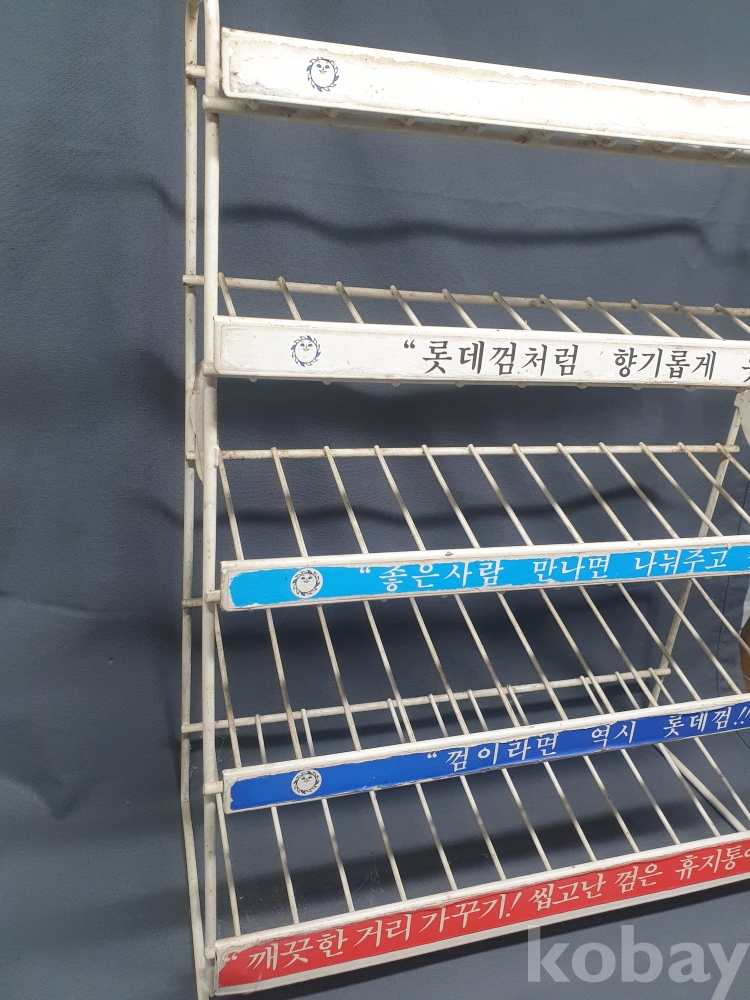 “롯데껌처럼 향기롭게
“좋은사람 만나면 나눠주고
“껌이라면 역시 롯데껌!!
“깨끗한 거리 가꾸기! 씹고난 껌은 휴지통에
kobay